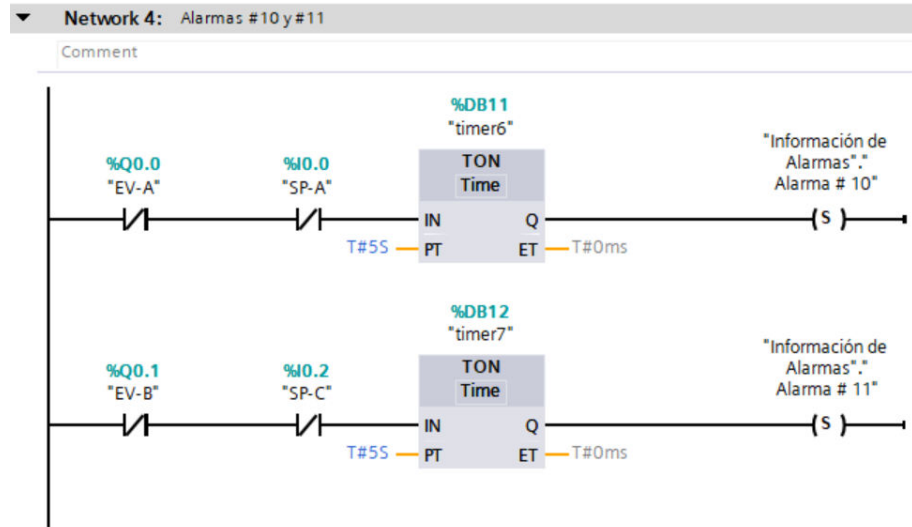 Network 4: Alarmas #10 y #11
Comment
%DB11
"timer6"
%Q0.0
"EV-A"
%I0.0
"SP-A"
TON
Time
IN
Q
T#5S
PT
ET
T#0ms
"Información de
Alarmas"."
Alarma # 10"
S
%DB12
"timer7"
%Q0.1
"EV-B"
%I0.2
"SP-C"
TON
Time
IN
Q
T#5S
PT
ET
T#0ms
"Información de
Alarmas"."
Alarma # 11"
S